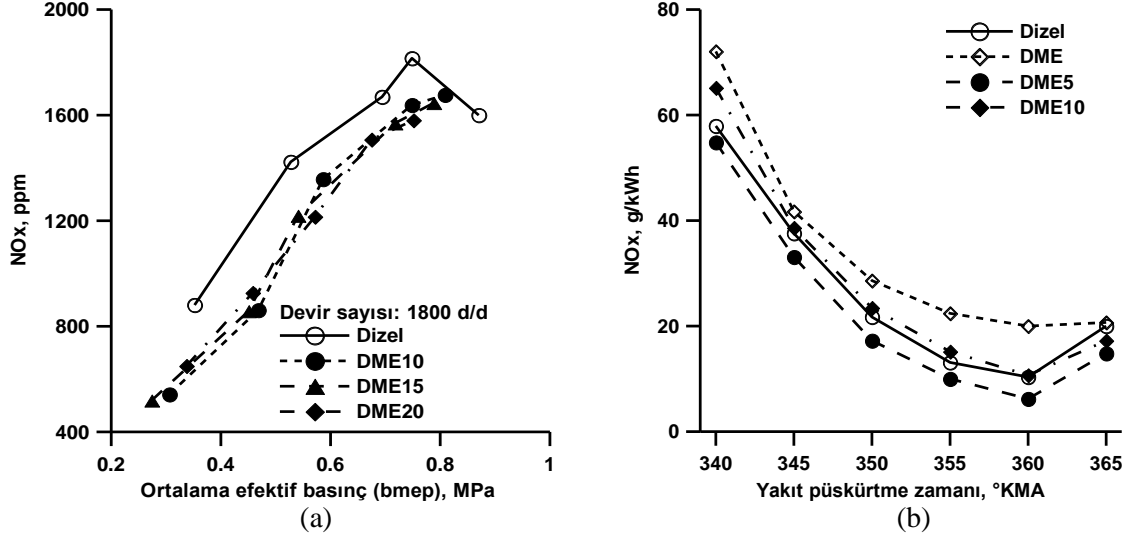 2000
1600
1200
800
400
NOx, ppm
Devir sayısı: 1800 d/d
Dizel
DME10
DME15
DME20
0.2 0.4 0.6 0.8 1
Ortalama efektif basınç (bmep), MPa
(a)
80
60
40
20
0
NOx, g/kWh
Dizel
DME
DME5
DME10
340 345 350 355 360 365
Yakıt püskürtme zamanı, °KMA
(b)